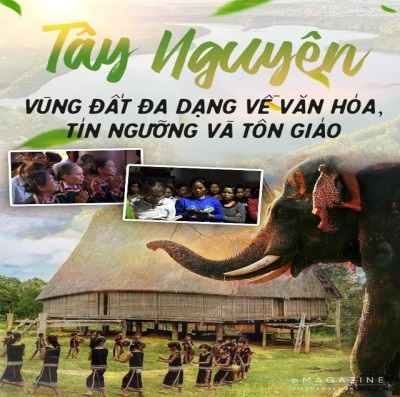 Tây Nguyên
VÙNG ĐẤT ĐA DẠNG VỀ VĂN HÓA,
TÍN NGƯỠNG VÀ TÔN GIÁO
eMAGAZINE